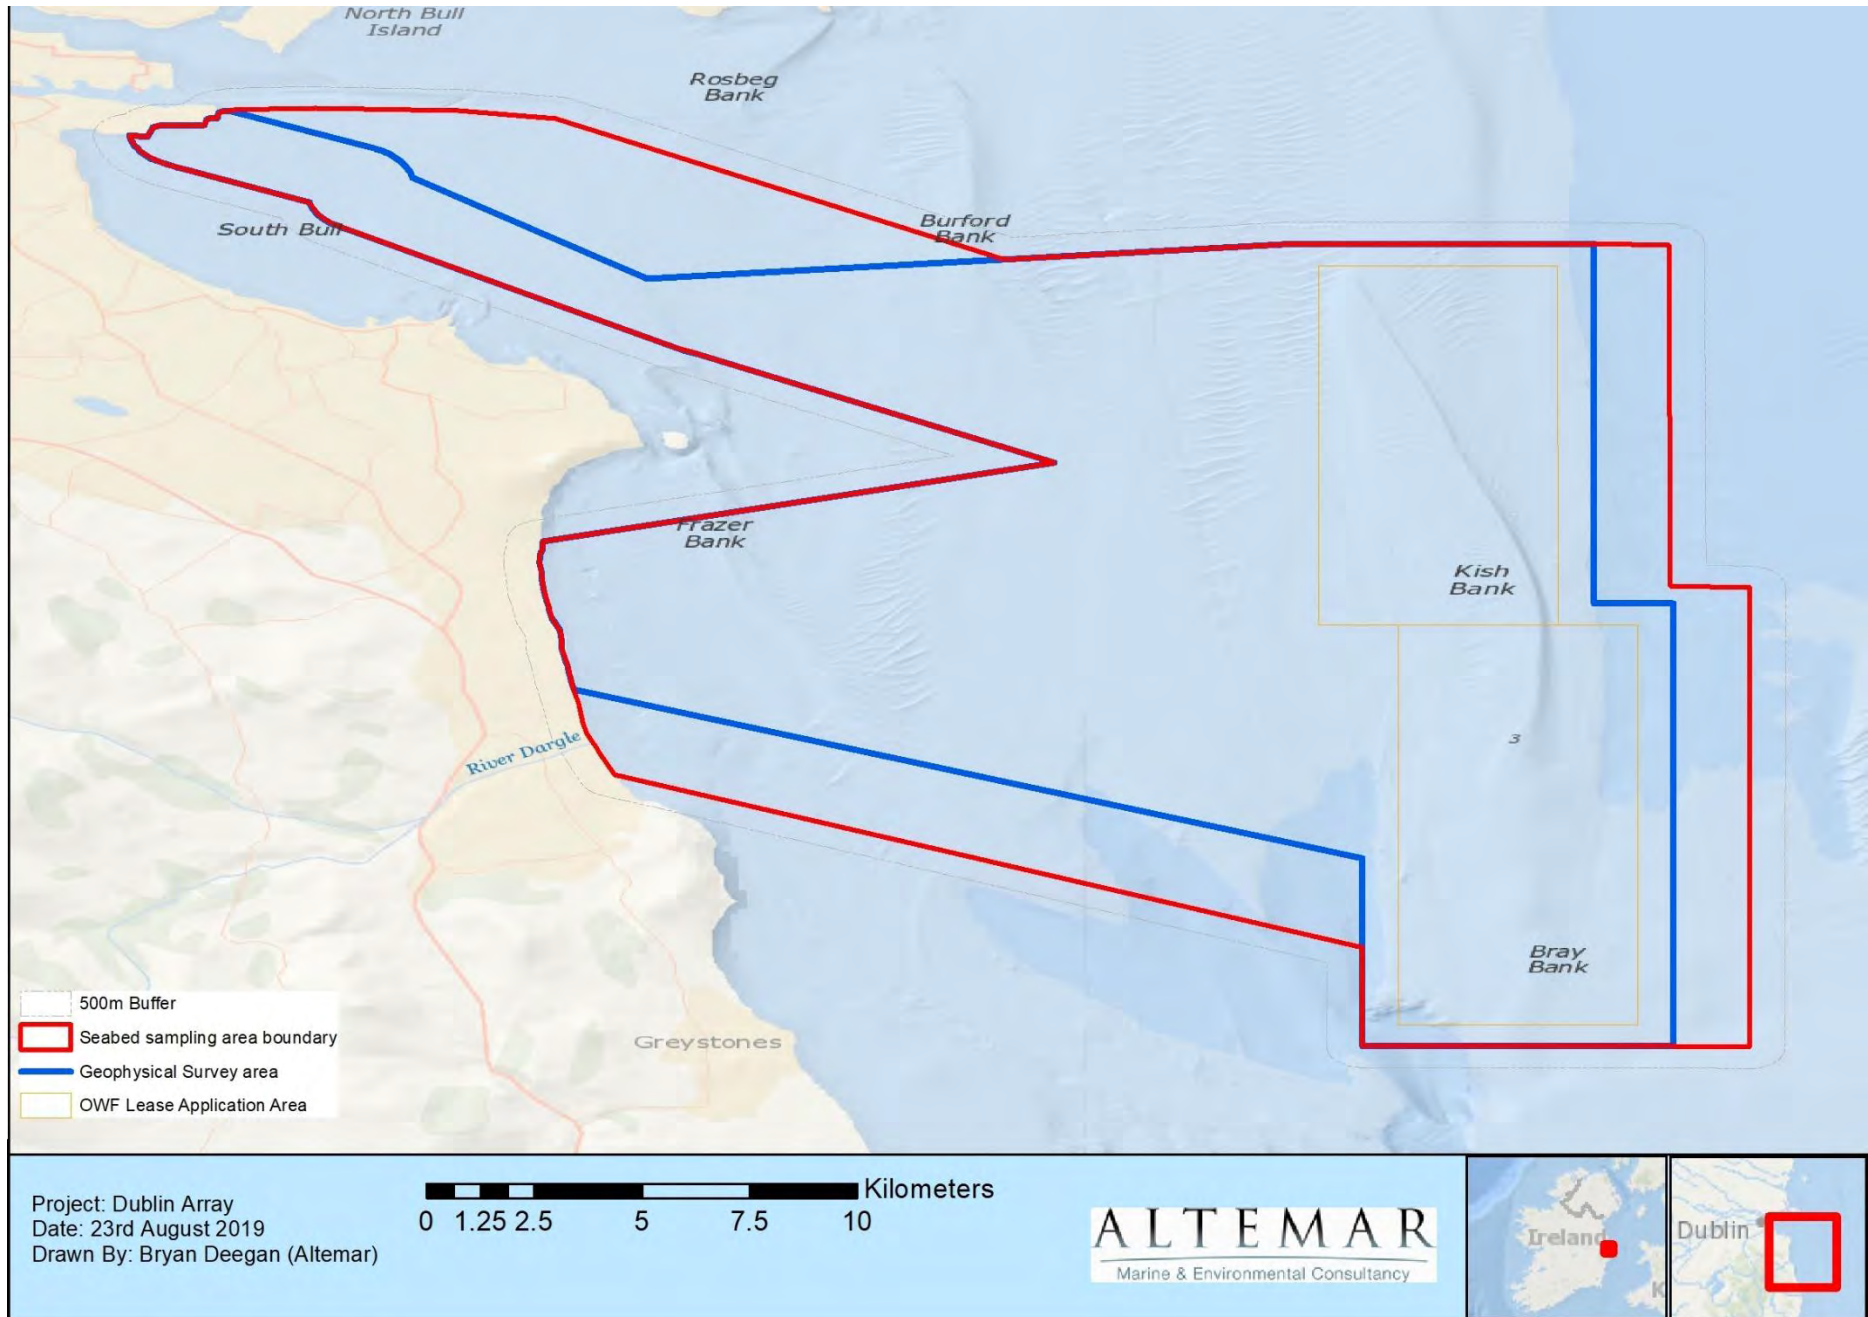 North Bull
Island
Rosbeg
Bank
South Bull
Burford
Bank
Frazer
Bank
Kish
Bank
3
River Dargle
Bray
Bank
Greystones
500m Buffer
Seabed sampling area boundary
Geophysical Survey area
OWF Lease Application Area
Project: Dublin Array
Date: 23rd August 2019
Drawn By: Bryan Deegan (Altemar)
Kilometers
0 1.25 2.5 5 7.5 10
ALTEMAR
Marine & Environmental Consultancy
Ireland
K
Dublin